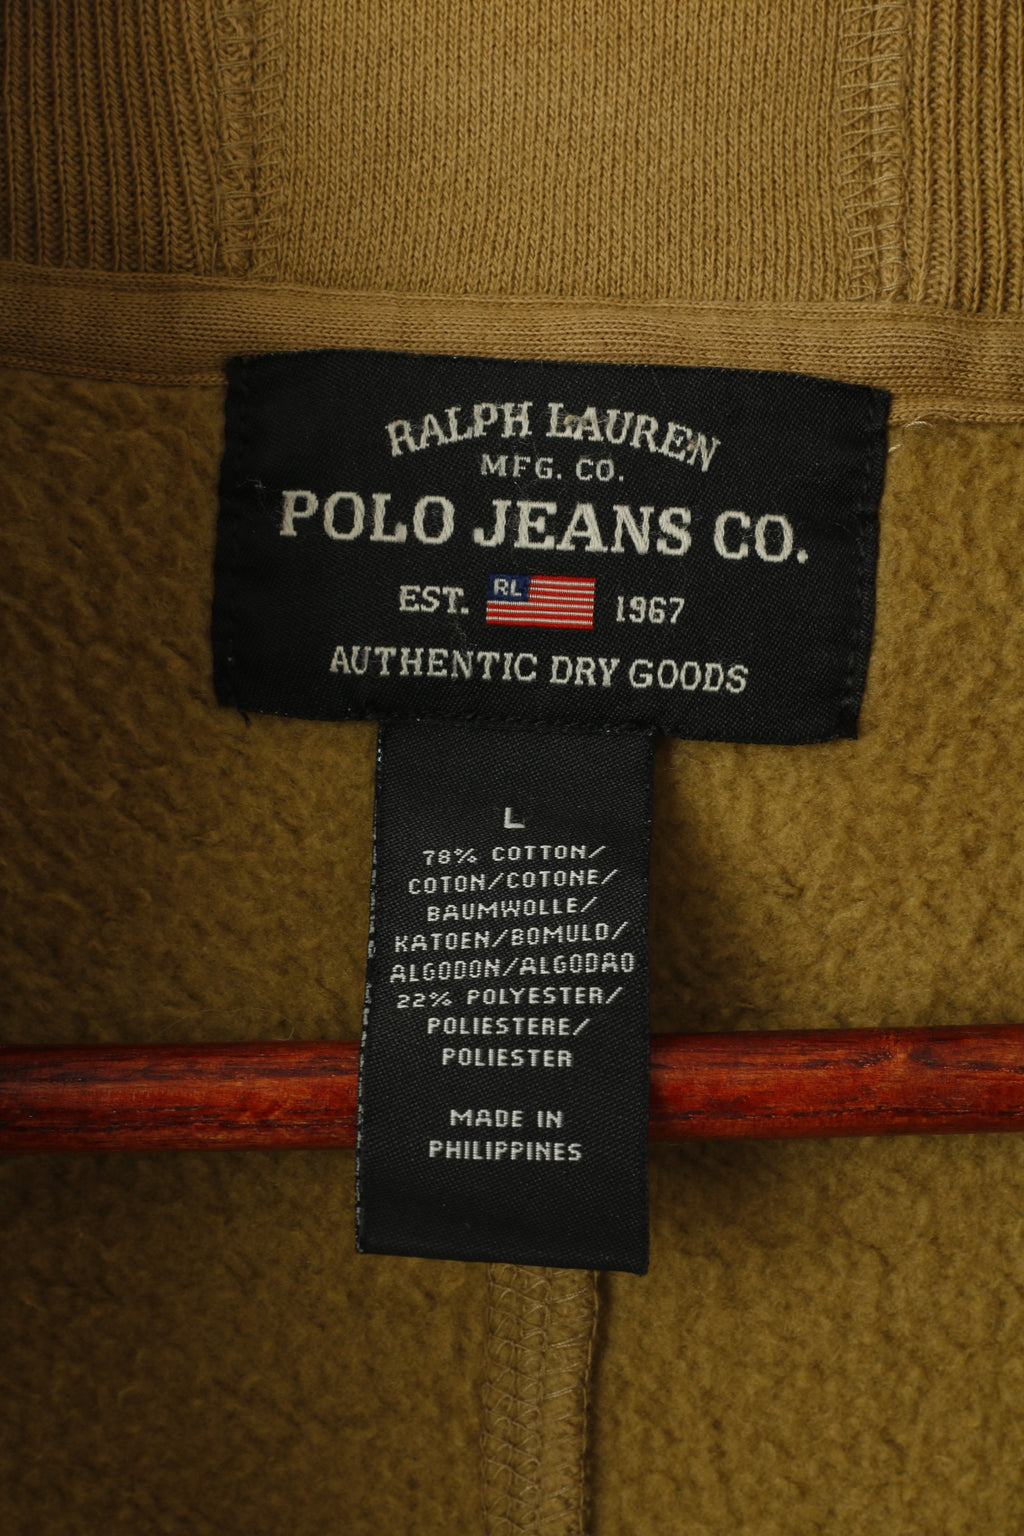 RALPH LAUREN
MFG. CO.
POLO JEANS CO.
EST. RL 1967
AUTHENTIC DRY GOODS
L
78% COTTON/
COTON/COTONE/
BAUMWOLLE/
KATOEN/BOMULD/
ALGODON/ALGODAO
22% POLYESTER/
POLIESTERE/
POLIESTER
MADE IN
PHILIPPINES